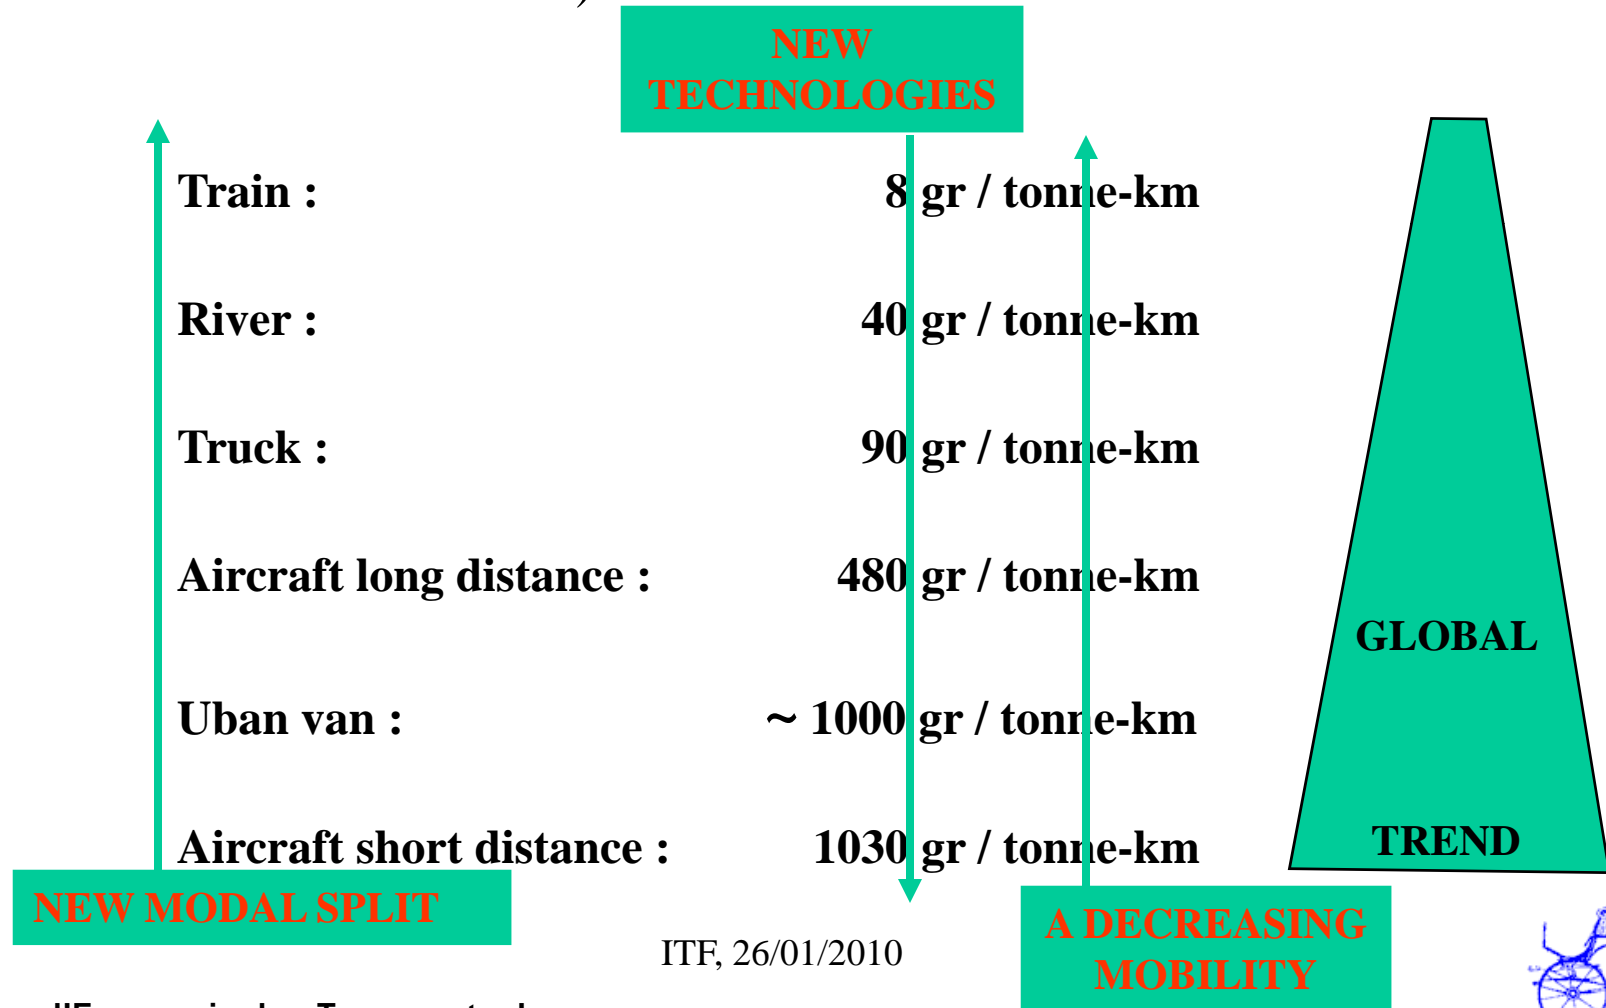 NEW
TECHNOLOGIES
Train : 8 gr / tonne-km
River : 40 gr / tonne-km
Truck : 90 gr / tonne-km
Aircraft long distance : 480 gr / tonne-km
GLOBAL
Uban van : ~ 1000 gr / tonne-km
Aircraft short distance : 1030 gr / tonne-km
TREND
NEW MODAL SPLIT
A DECREASING
MOBILITY
ITF, 26/01/2010